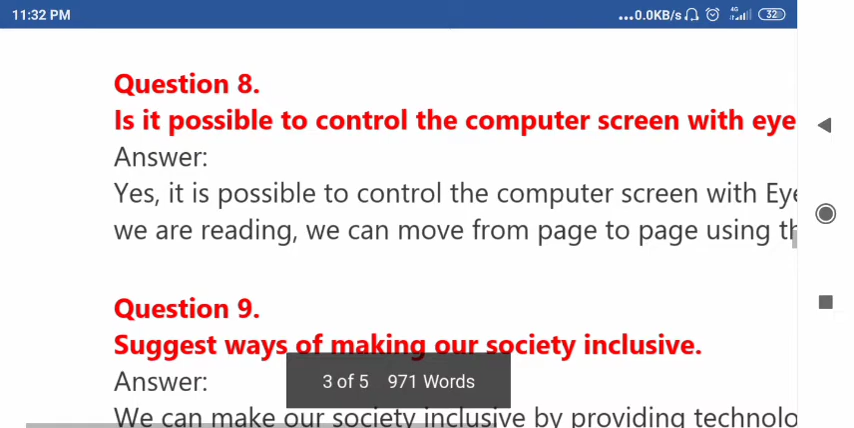 11:32 PM ...0.0KB/s 4G 32
Question 8.
Is it possible to control the computer screen with eye
Answer:
Yes, it is possible to control the computer screen with Eye
we are reading, we can move from page to page using th
Question 9.
Suggest ways of making our society inclusive.
Answer:
3 of 5 971 Words
We can make our society inclusive by providing technolo